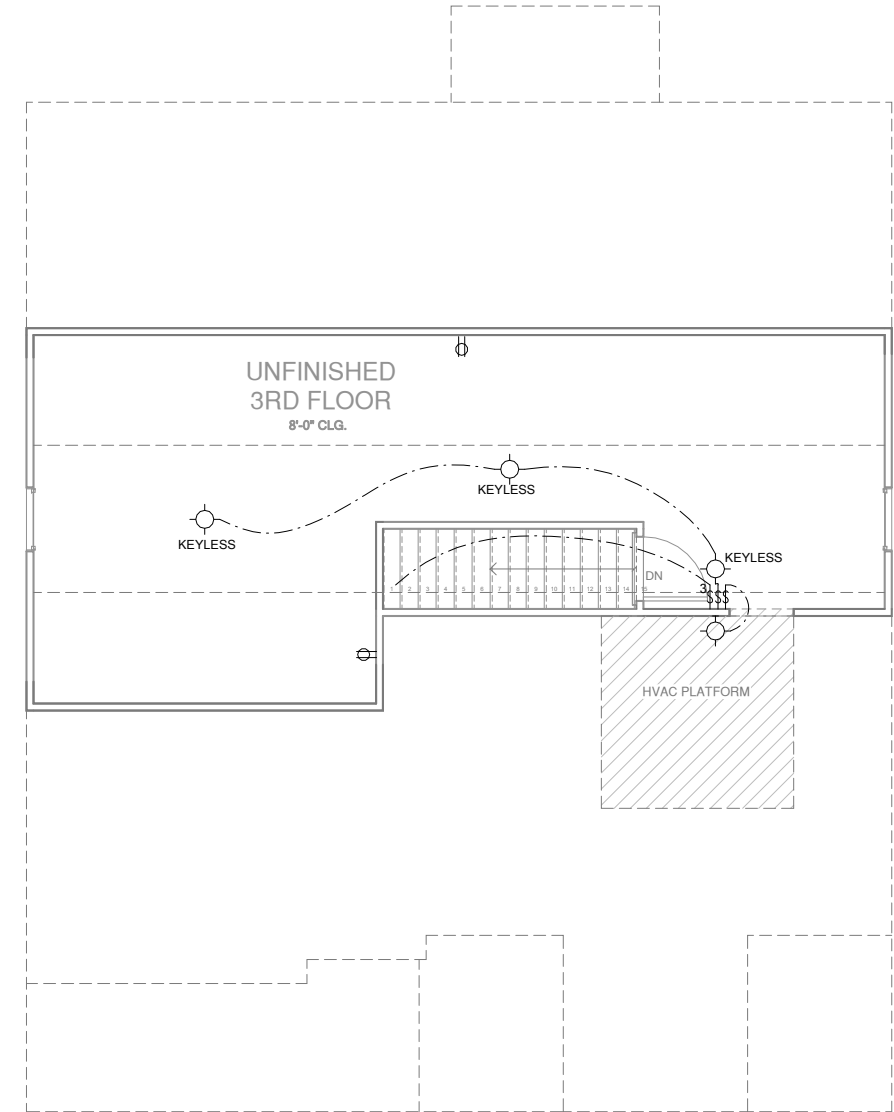 UNFINISHED
3RD FLOOR
8'-0" CLG.
KEYLESS
KEYLESS
KEYLESS
DN
1 2 3 4 5 6 7 8 9 10 11 12 13 14 15
3 $ $ $
HVAC PLATFORM